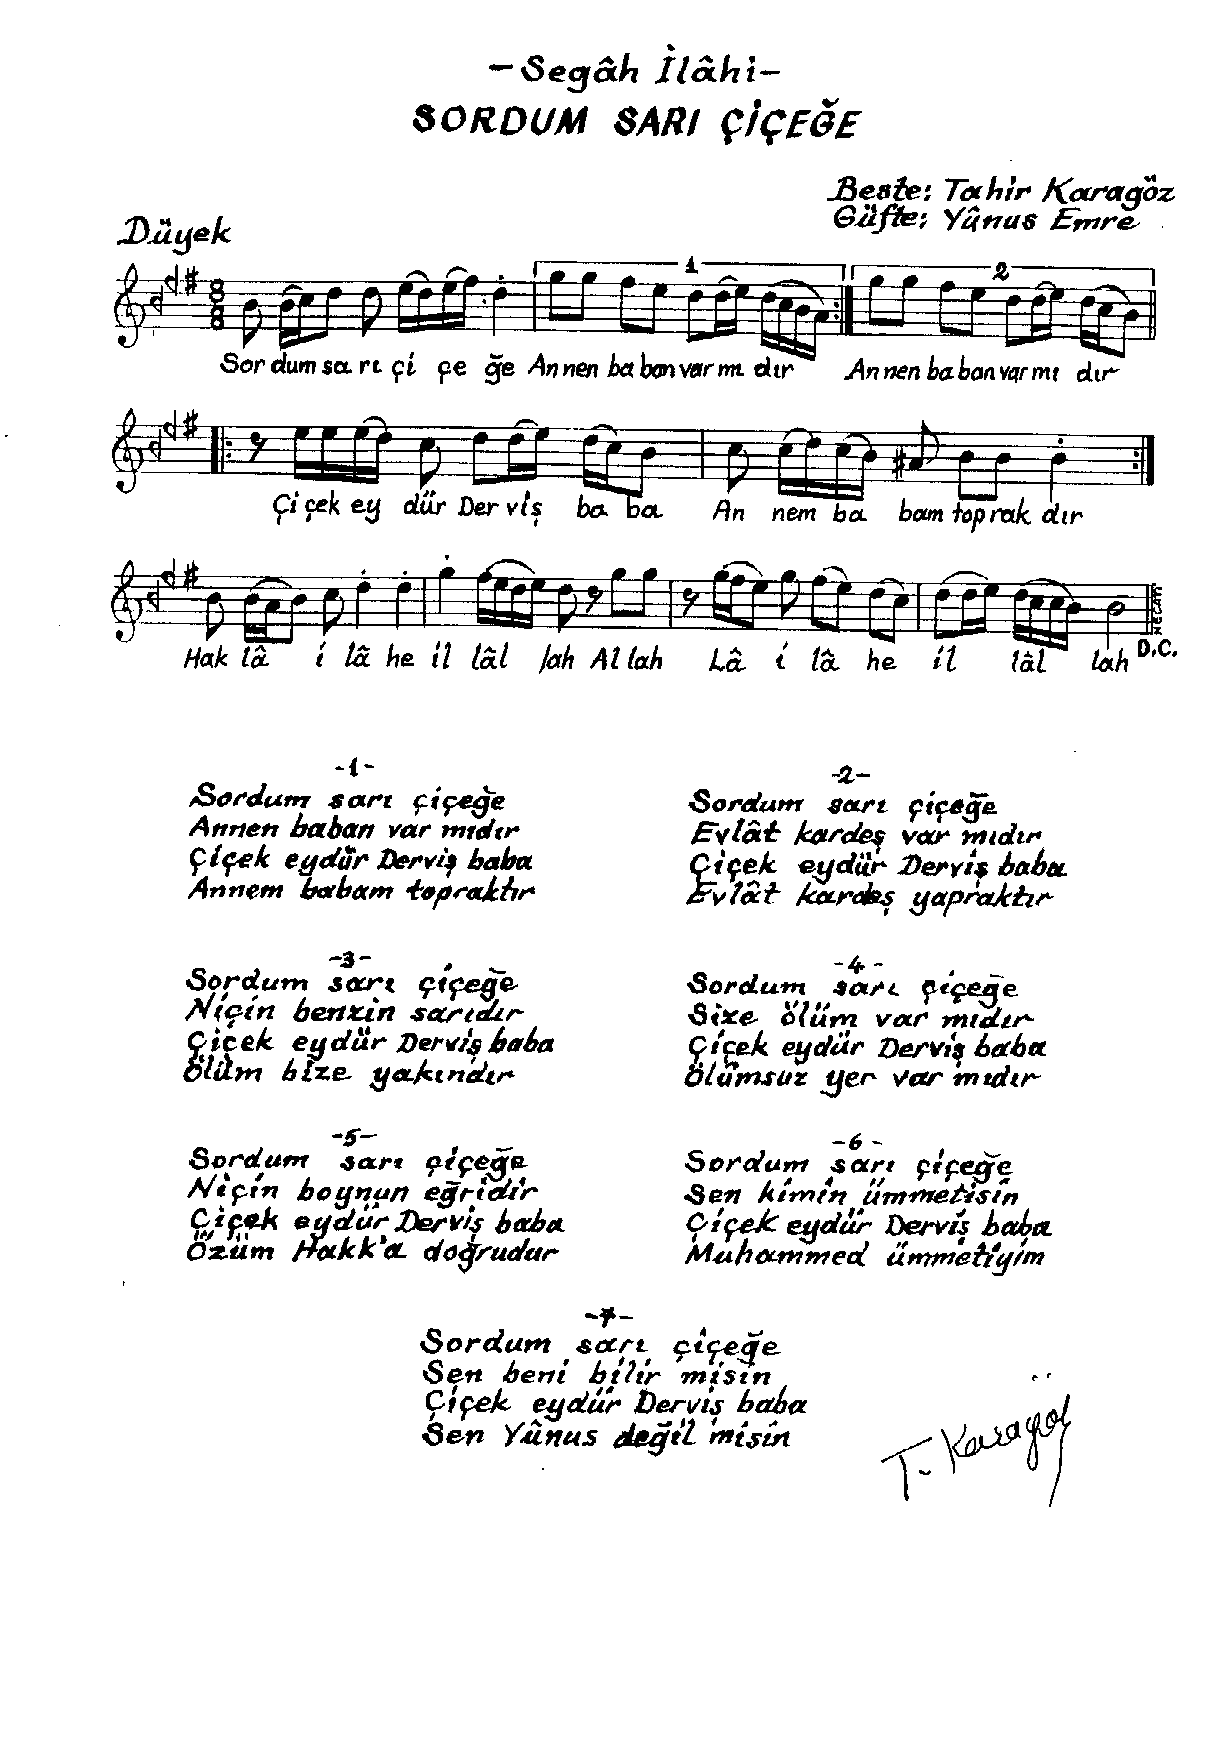 -Segâh İlâhi-
SORDUM SARI ÇİÇEĞE
Beste: Tahir Karagöz
Güfte: Yûnus Emre
Düyek
8
8
1
2
Sor dum sa rı çi çe ğe An nen ba ban var mı dır An nen ba ban var mı dır
Çi çek ey dür Der viş ba ba An nem ba bam top rak dır
Hak lâ i lâ he il lâl lah Al lah Lâ i lâ he il lâl lah D.C.
-1-
Sordum sarı çiçeğe
Annen baban var mıdır
Çiçek eydür Derviş baba
Annem babam topraktır
-2-
Sordum sarı çiçeğe
Evlât kardeş var mıdır
Çiçek eydür Derviş baba
Evlât kardeş yapraktır
-3-
Sordum sarı çiçeğe
Niçin benzin sarıdır
Çiçek eydür Derviş baba
Ölüm bize yakındır
-4-
Sordum sarı çiçeğe
Size ölüm var mıdır
Çiçek eydür Derviş baba
Ölümsuz yer var mıdır
-5-
Sordum sarı çiçeğe
Niçin boynun eğridir
Çiçek eydür Derviş baba
Özüm Hakk'a doğrudur
-6-
Sordum sarı çiçeğe
Sen kimin ümmetisin
Çiçek eydür Derviş baba
Muhammed ümmetiyim
-7-
Sordum sarı çiçeğe
Sen beni bilir misin
Çiçek eydür Derviş baba
Sen Yûnus değil misin
T. Karagöz